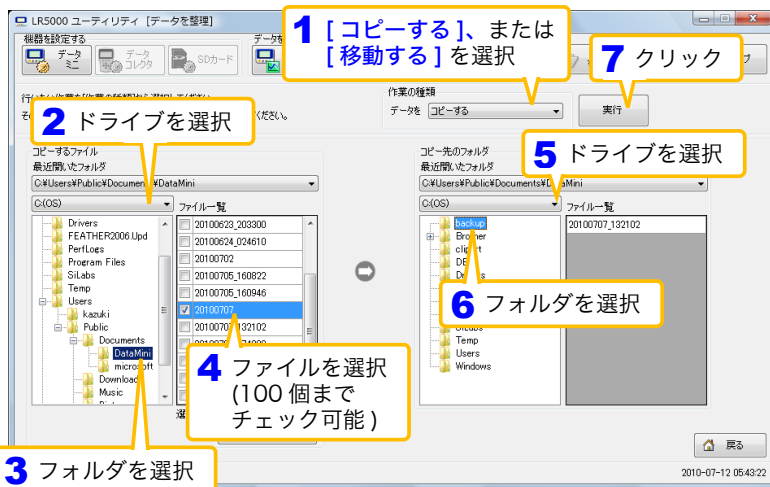 LR5000 ユーティリティ [データを整理]
機器を設定する
データ
ミニ
データ
コレクタ
SDカード
データを
1 [ コピーする ]、または
[ 移動する ] を選択
7 クリック
作業の種類
データを コピーする
実行
ください。
2 ドライブを選択
コピーするファイル
最近開いたフォルダ
C:¥Users¥Public¥Documents¥DataMini
C:(OS)
ファイル一覧
Drivers
FEATHER2006.Upd
PerfLogs
Program Files
SiLabs
Temp
Users
kazuki
Public
Documents
DataMini
microsoft
Download
Music
20100623_203300
20100624_024610
20100702
20100705_160822
20100705_160946
20100707
20100707_132102
4 ファイルを選択
(100 個まで
チェック可能 )
3 フォルダを選択
コピー先のフォルダ
5 ドライブを選択
最近開いたフォルダ
C:¥Users¥Public¥Documents¥DataMini
C:(OS)
ファイル一覧
backup
Brother
clipart
20100707_132102
6 フォルダを選択
SiLabs
Temp
Users
Windows
戻る
2010-07-12 05:43:22